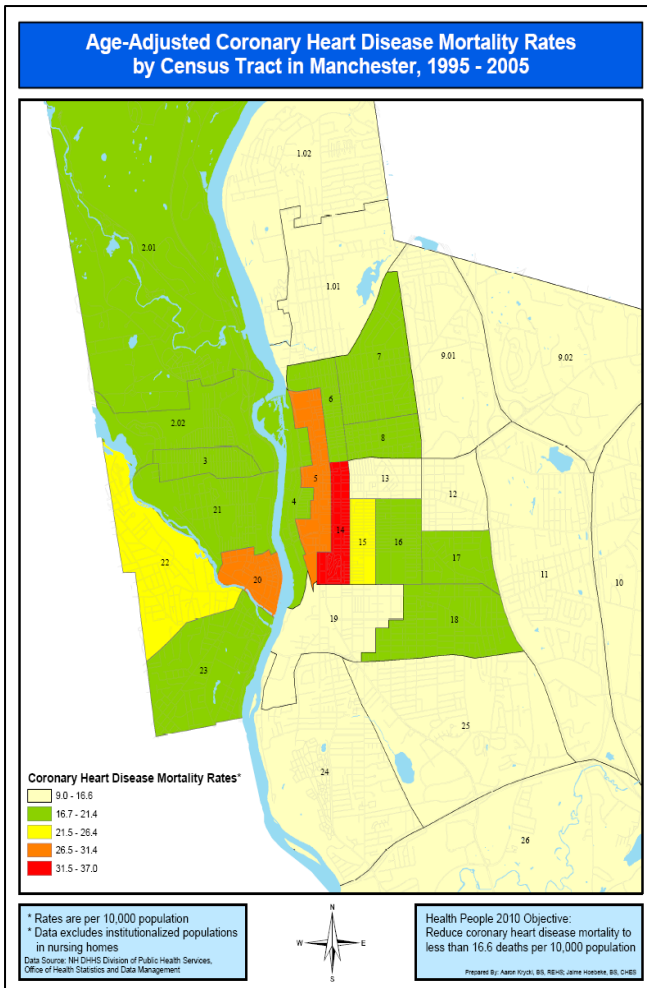 Age-Adjusted Coronary Heart Disease Mortality Rates
by Census Tract in Manchester, 1995 - 2005
1.02
2.01
1.01
7
9.01
9.02
6
2.02
8
3
5
13
4
12
21
14
15
16
22
17
20
11
10
19
18
23
25
24
26
Coronary Heart Disease Mortality Rates*
9.0 - 16.6
16.7 - 21.4
21.5 - 26.4
26.5 - 31.4
31.5 - 37.0
* Rates are per 10,000 population
* Data excludes institutionalized populations
in nursing homes
Data Source: NH DHHS Division of Public Health Services,
Office of Health Statistics and Data Management
N
W
E
S
Health People 2010 Objective:
Reduce coronary heart disease mortality to
less than 16.6 deaths per 10,000 population
Prepared By: Aaron Krycki, BS, REHS; Jaime Hoebeke, BS, CHES